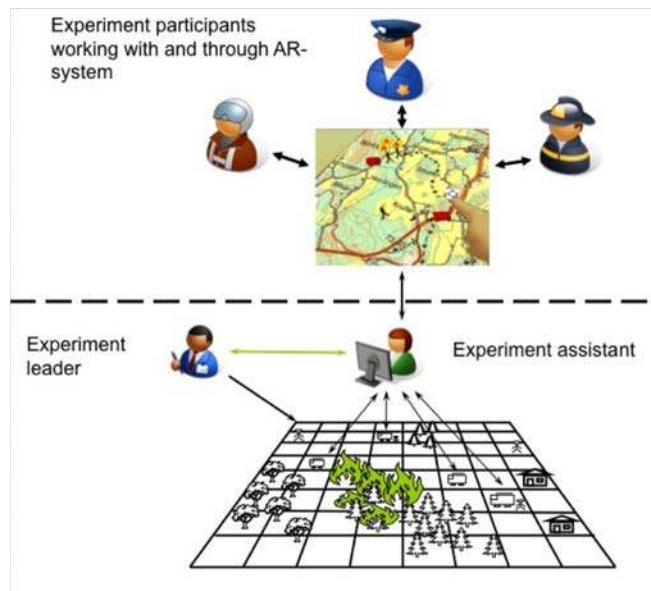 Experiment participants
working with and through AR-
system
Experiment
leader
Experiment assistant